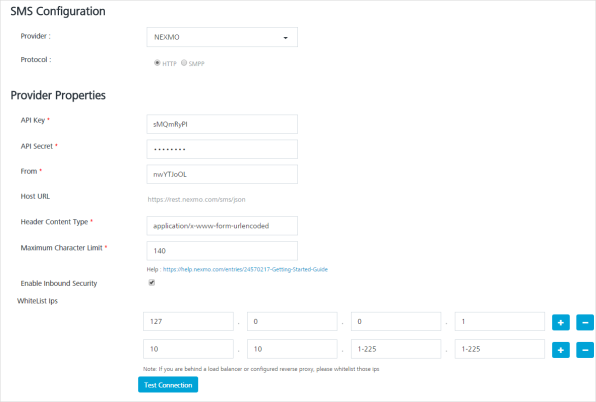 SMS Configuration
Provider : NEXMO
Protocol : HTTP SMPP
Provider Properties
API Key * sMQmRyPl
API Secret * ••••••••
From * nwYTJoOL
Host URL https://rest.nexmo.com/sms/json
Header Content Type * application/x-www-form-urlencoded
Maximum Character Limit * 140
Help : https://help.nexmo.com/entries/24570217-Getting-Started-Guide
Enable Inbound Security
WhiteList Ips
127 . 0 . 0 . 1 + −
10 . 10 . 1-225 . 1-225 + −
Note: If you are behind a load balancer or configured reverse proxy, please whitelist those ips
Test Connection